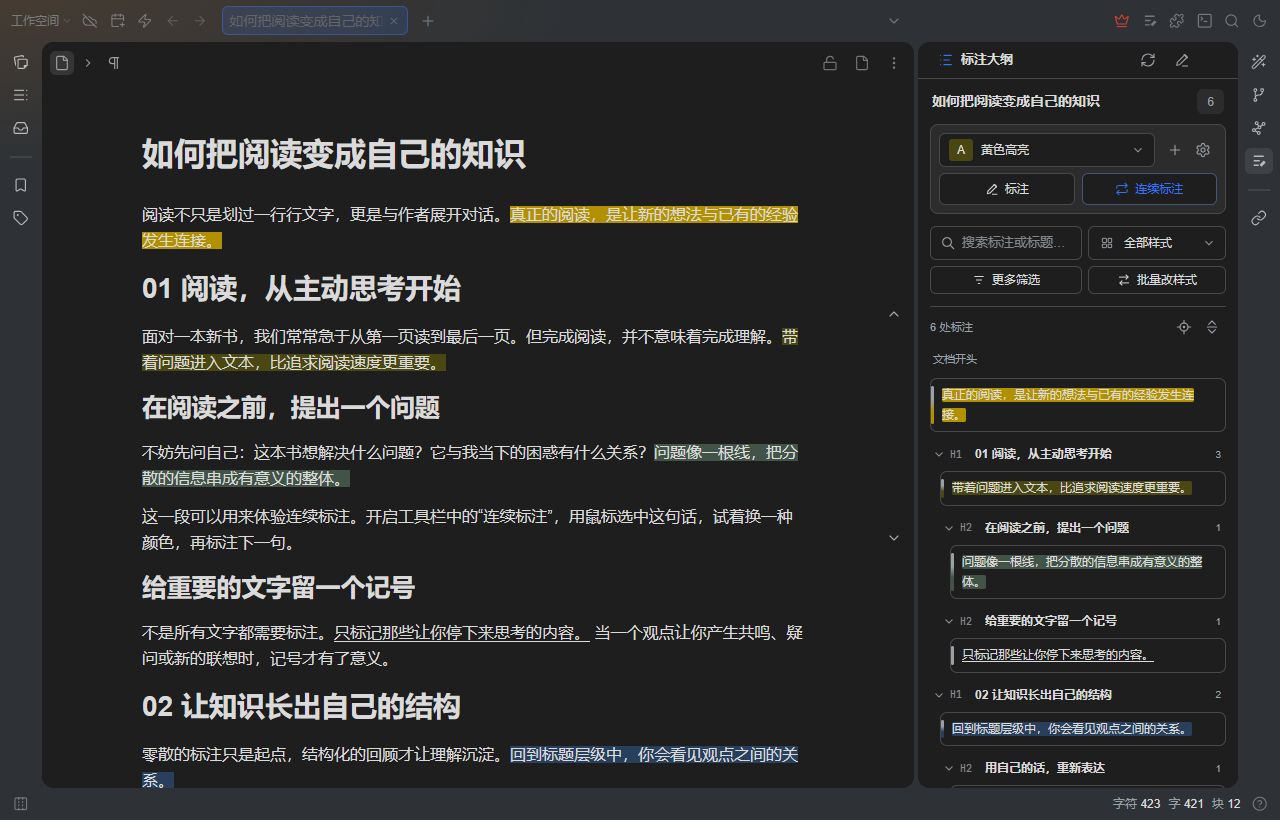 工作空间
如何把阅读变成自己的知
标注大纲
如何把阅读变成自己的知识
6
A 黄色高亮
标注
连续标注
搜索标注或标题...
全部样式
更多筛选
批量改样式
6 处标注
文档开头
真正的阅读，是让新的想法与已有的经验发生连
接。
H1 01 阅读，从主动思考开始 3
带着问题进入文本，比追求阅读速度更重要。
H2 在阅读之前，提出一个问题 1
问题像一根线，把分散的信息串成有意义的整
体。
H2 给重要的文字留一个记号 1
只标记那些让你停下来思考的内容。
H1 02 让知识长出自己的结构 2
回到标题层级中，你会看见观点之间的关系。
H2 用自己的话，重新表达 1
如何把阅读变成自己的知识
阅读不只是划过一行行文字，更是与作者展开对话。真正的阅读，是让新的想法与已有的经验
发生连接。
01 阅读，从主动思考开始
面对一本新书，我们常常急于从第一页读到最后一页。但完成阅读，并不意味着完成理解。带
着问题进入文本，比追求阅读速度更重要。
在阅读之前，提出一个问题
不妨先问自己：这本书想解决什么问题？它与我当下的困惑有什么关系？问题像一根线，把分
散的信息串成有意义的整体。
这一段可以用来体验连续标注。开启工具栏中的“连续标注”，用鼠标选中这句话，试着换一种
颜色，再标注下一句。
给重要的文字留一个记号
不是所有文字都需要标注。只标记那些让你停下来思考的内容。 当一个观点让你产生共鸣、疑
问或新的联想时，记号才有了意义。
02 让知识长出自己的结构
零散的标注只是起点，结构化的回顾才让理解沉淀。回到标题层级中，你会看见观点之间的关
系。
字符 423 字 421 块 12